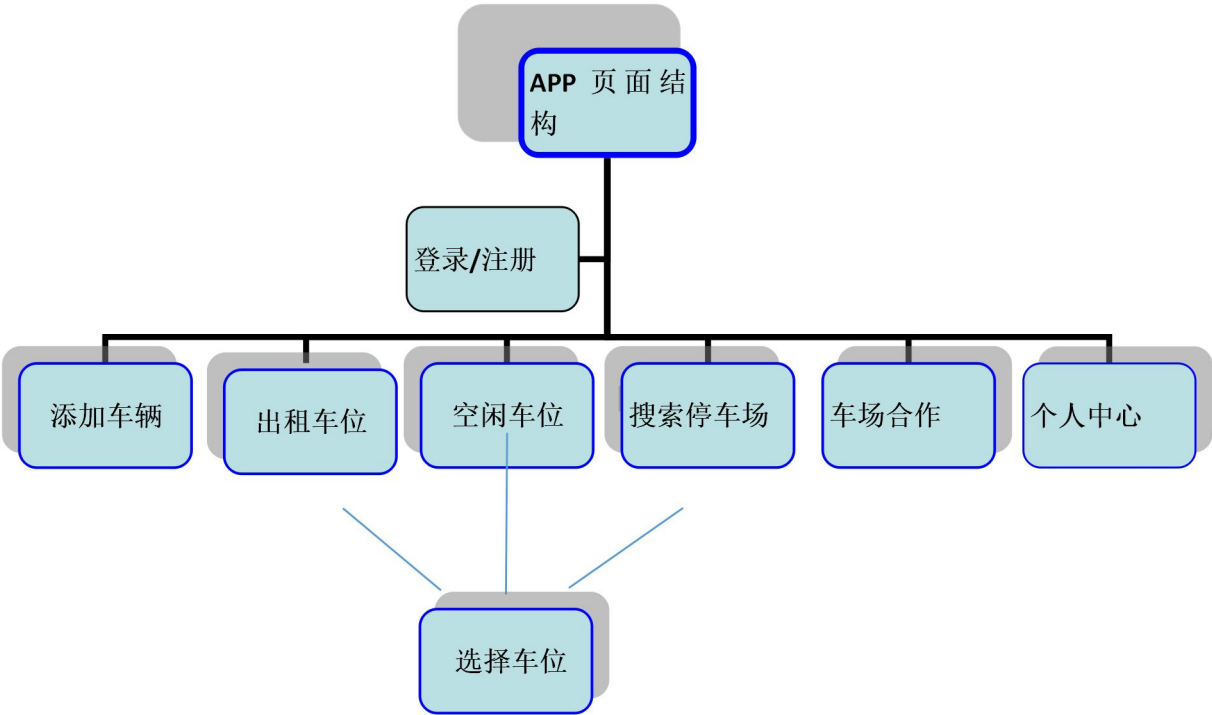 APP 页面结
构
登录/注册
添加车辆
出租车位
空闲车位
搜索停车场
车场合作
个人中心
选择车位